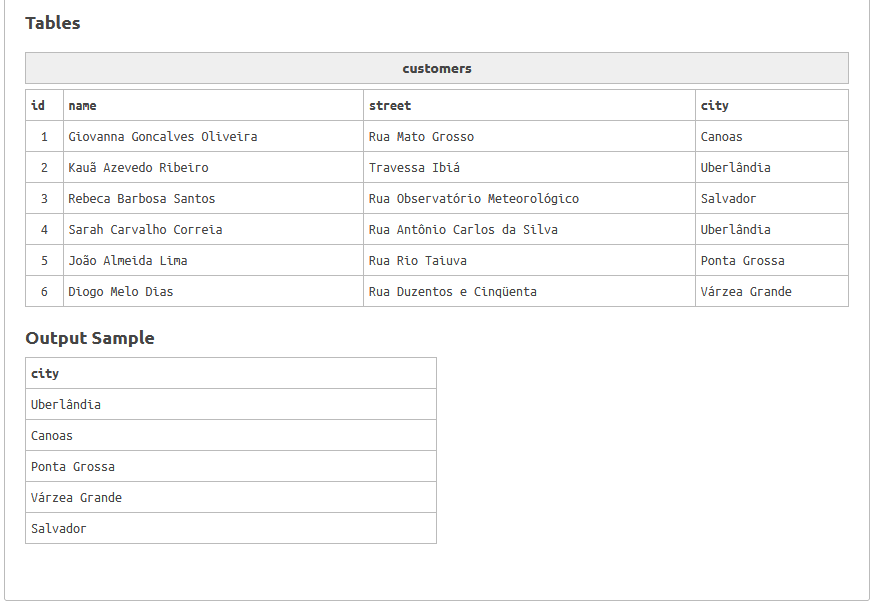 Tables
customers
id name street city
1 Giovanna Goncalves Oliveira Rua Mato Grosso Canoas
2 Kauã Azevedo Ribeiro Travessa Ibiá Uberlândia
3 Rebeca Barbosa Santos Rua Observatório Meteorológico Salvador
4 Sarah Carvalho Correia Rua Antônio Carlos da Silva Uberlândia
5 João Almeida Lima Rua Rio Taiuva Ponta Grossa
6 Diogo Melo Dias Rua Duzentos e Cinqüenta Várzea Grande
Output Sample
city
Uberlândia
Canoas
Ponta Grossa
Várzea Grande
Salvador